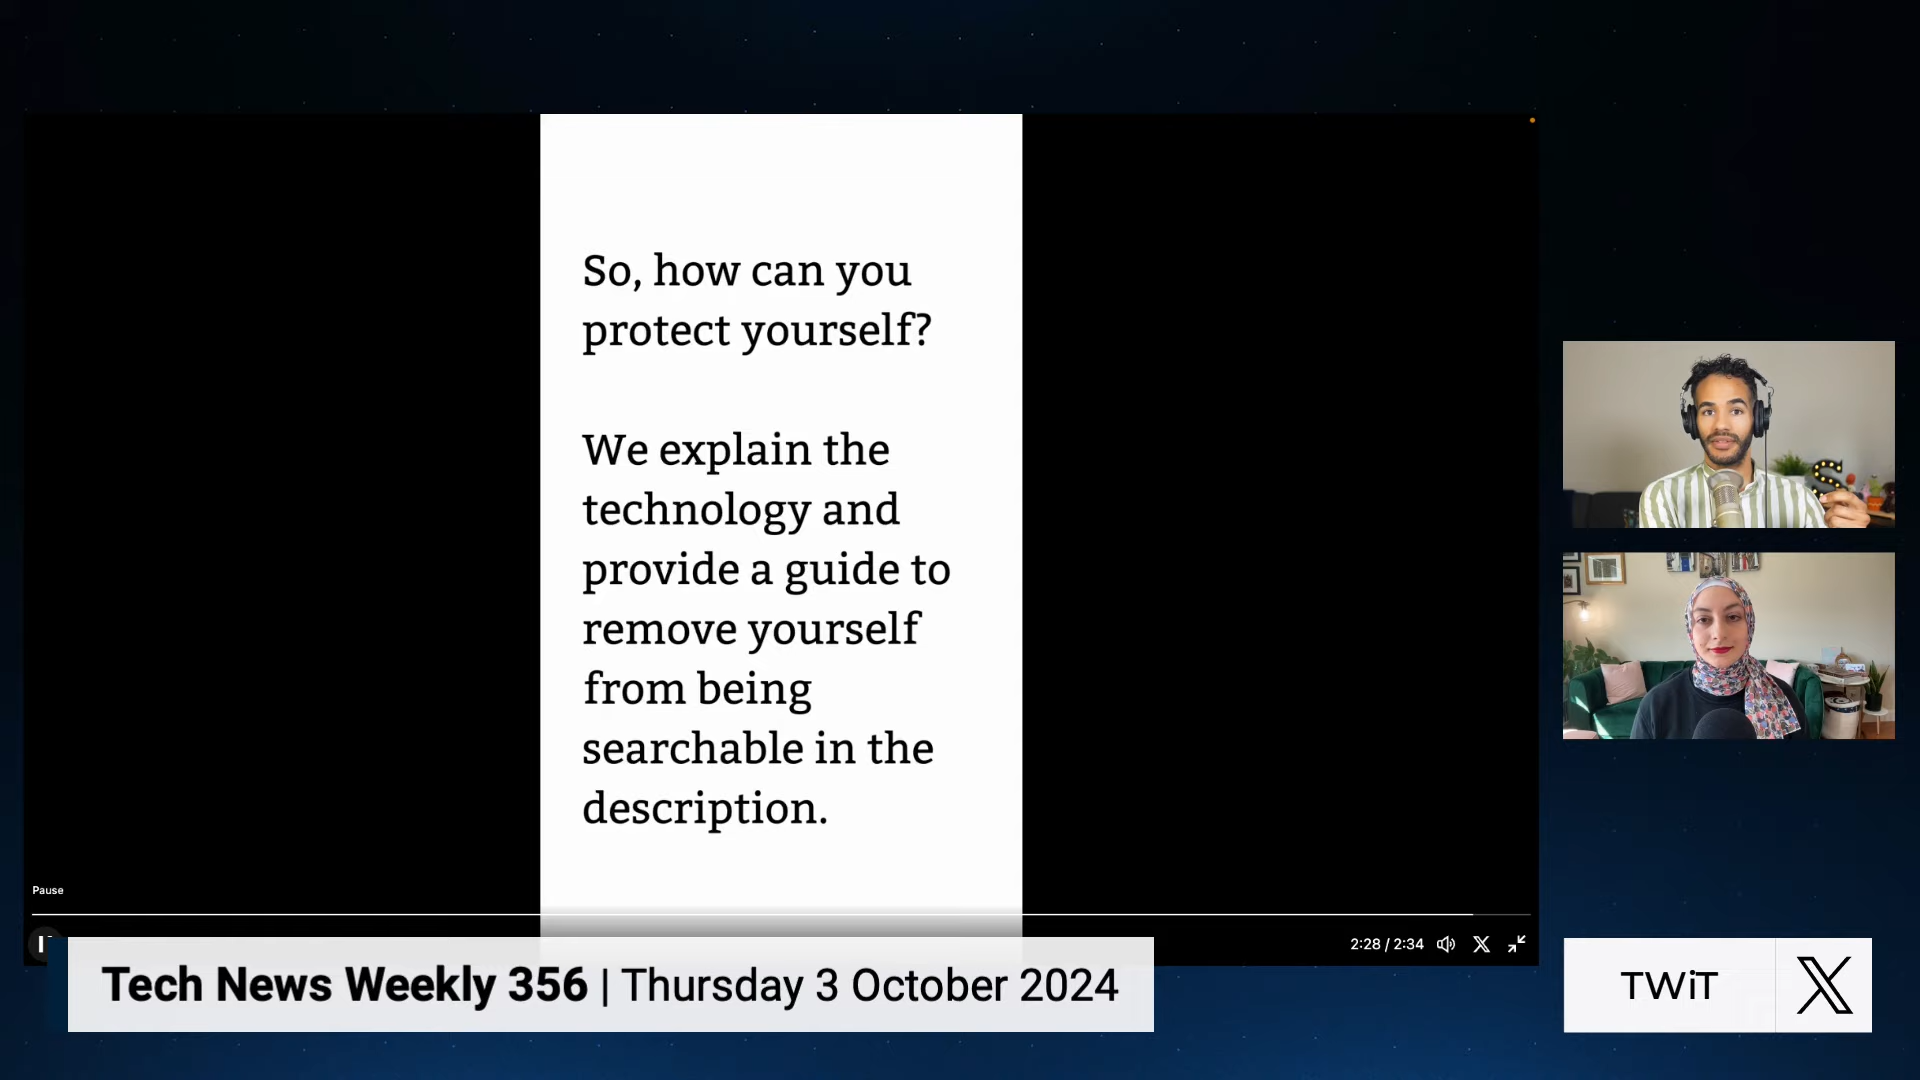 So, how can you
protect yourself?
We explain the
technology and
provide a guide to
remove yourself
from being
searchable in the
description.
Pause
2:28 / 2:34
Tech News Weekly 356 | Thursday 3 October 2024
TWiT